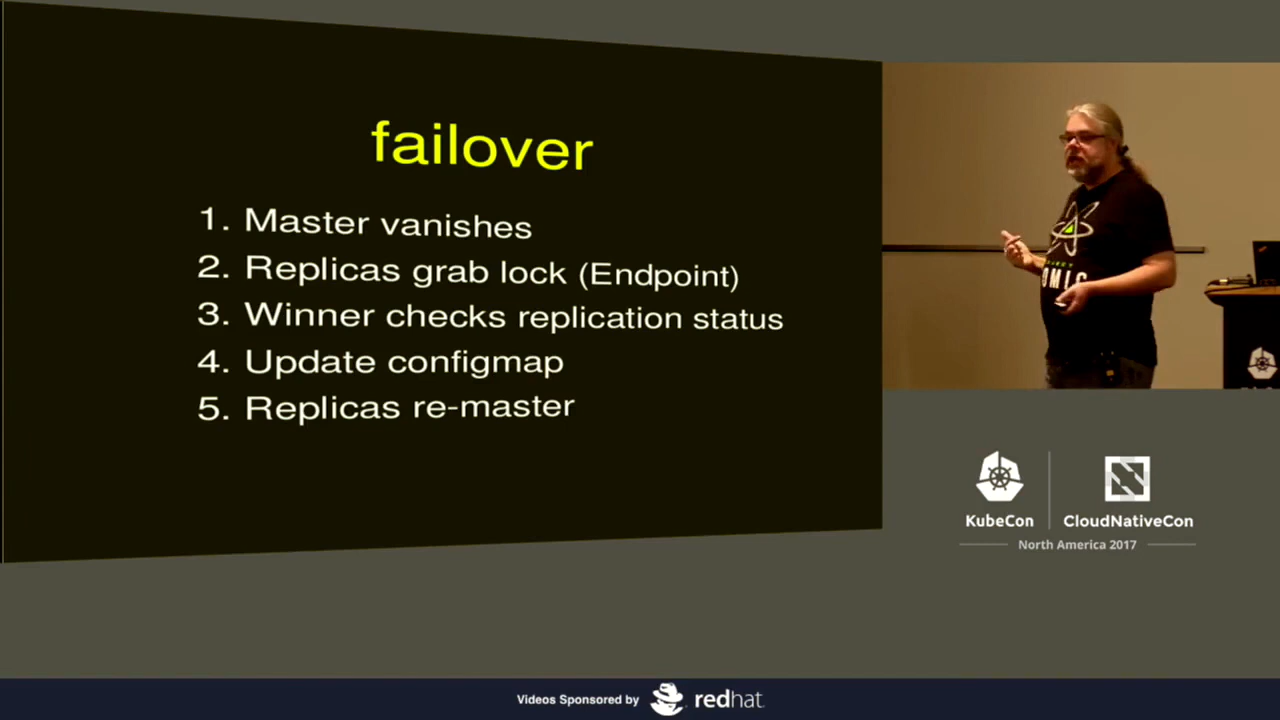 failover
1. Master vanishes
2. Replicas grab lock (Endpoint)
3. Winner checks replication status
4. Update configmap
5. Replicas re-master
OMIC
KubeCon
CloudNativeCon
North America 2017
Videos Sponsored by
redhat